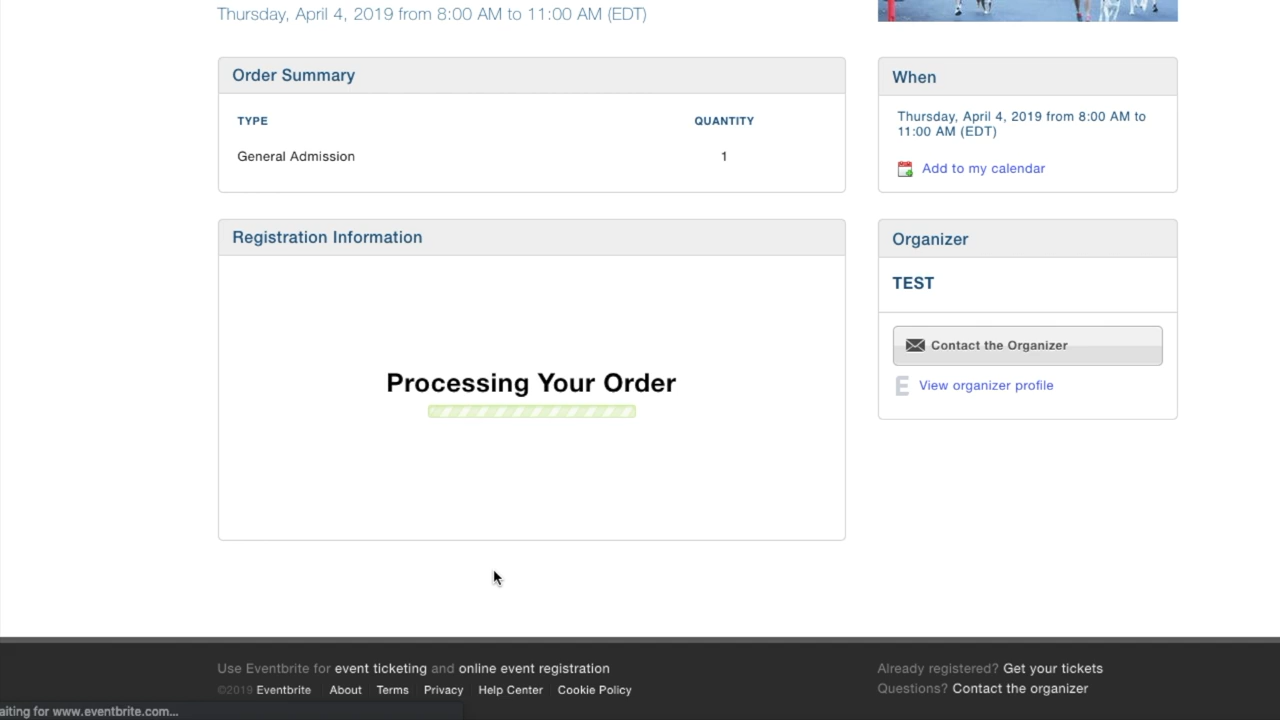 Thursday, April 4, 2019 from 8:00 AM to 11:00 AM (EDT)
Order Summary
TYPE QUANTITY
General Admission 1
Registration Information
Processing Your Order
When
Thursday, April 4, 2019 from 8:00 AM to
11:00 AM (EDT)
Add to my calendar
Organizer
TEST
Contact the Organizer
E View organizer profile
Use Eventbrite for event ticketing and online event registration
©2019 Eventbrite About Terms Privacy Help Center Cookie Policy
Already registered? Get your tickets
Questions? Contact the organizer
aiting for www.eventbrite.com...